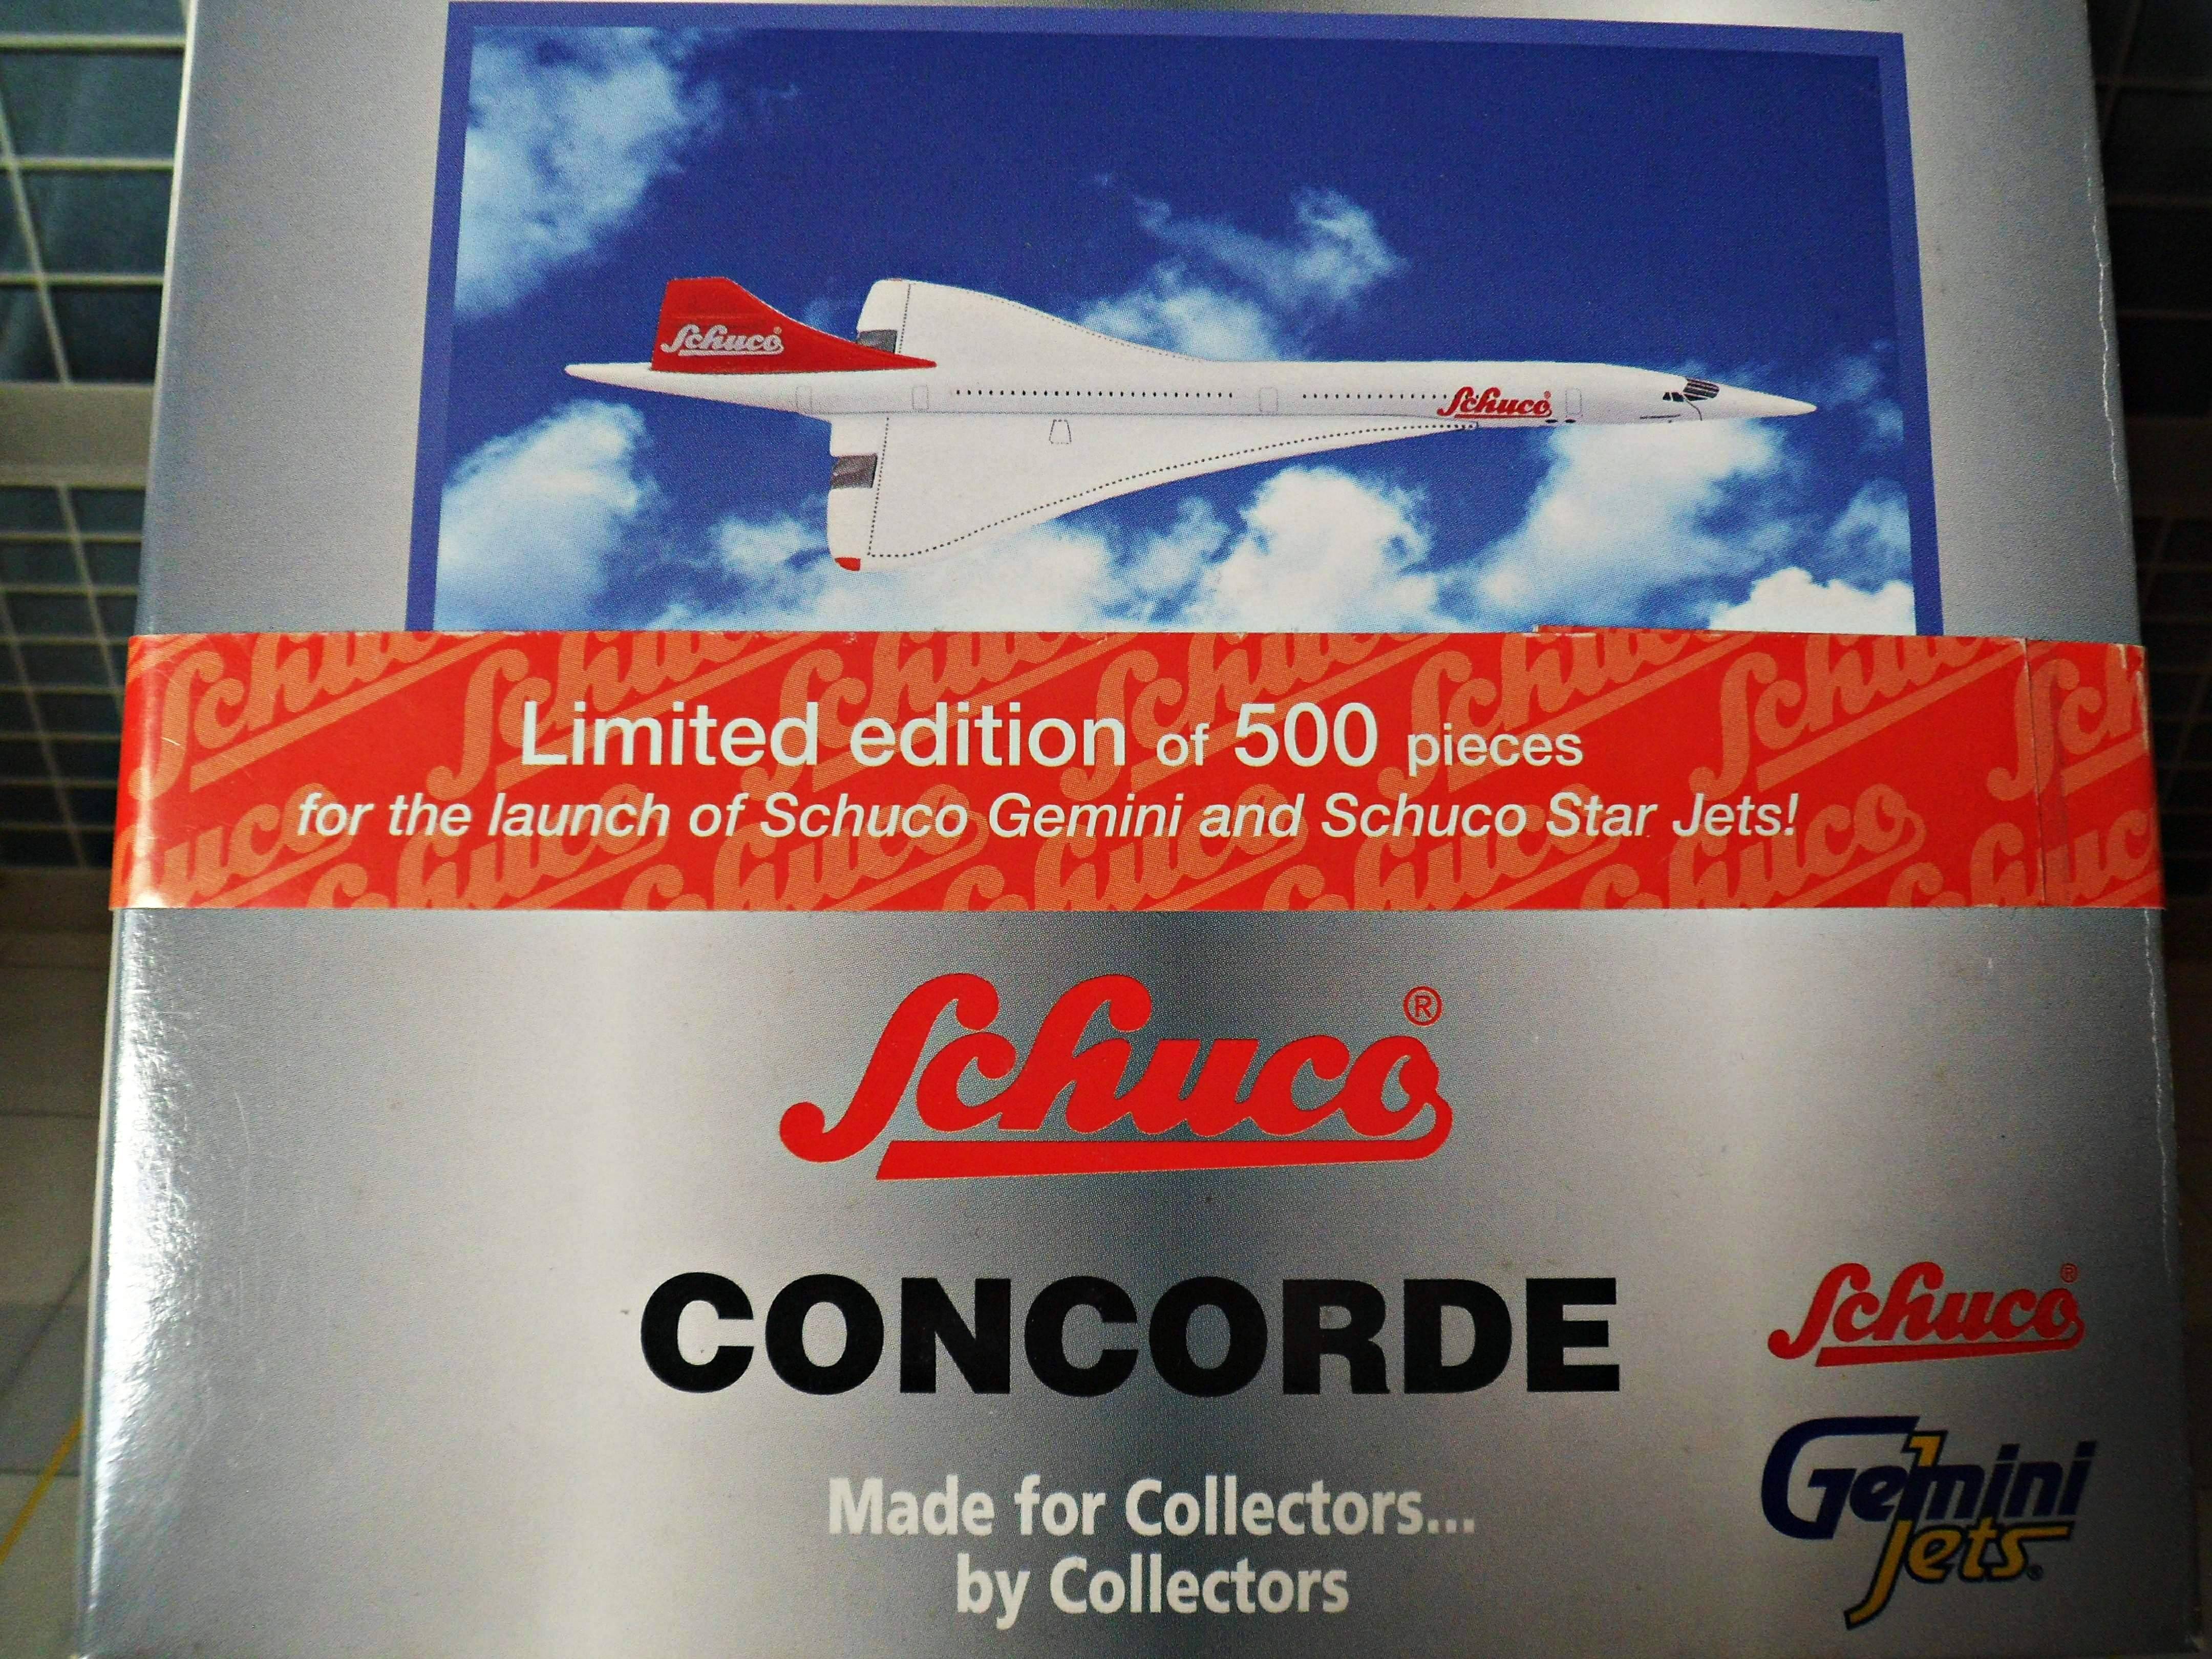 Schuco®
Schuco
Limited edition of 500 pieces
for the launch of Schuco Gemini and Schuco Star Jets!
Schuco®
CONCORDE
Schuco®
Gemini
Jets®
Made for Collectors...
by Collectors